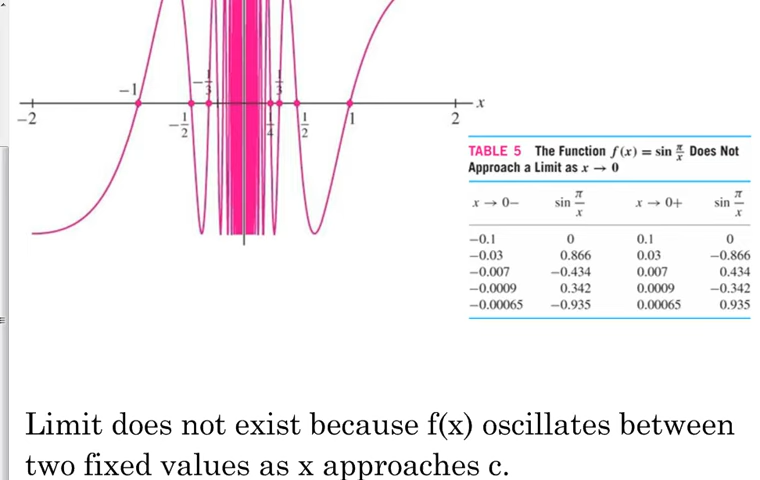 −1
−1/3
1/3
−2
−1/2
1/4
1/2
1
2
x
TABLE 5 The Function f(x) = sin π/x Does Not
Approach a Limit as x → 0
x → 0− sin π/x x → 0+ sin π/x
−0.1 0 0.1 0
−0.03 0.866 0.03 −0.866
−0.007 −0.434 0.007 0.434
−0.0009 0.342 0.0009 −0.342
−0.00065 −0.935 0.00065 0.935
Limit does not exist because f(x) oscillates between
two fixed values as x approaches c.